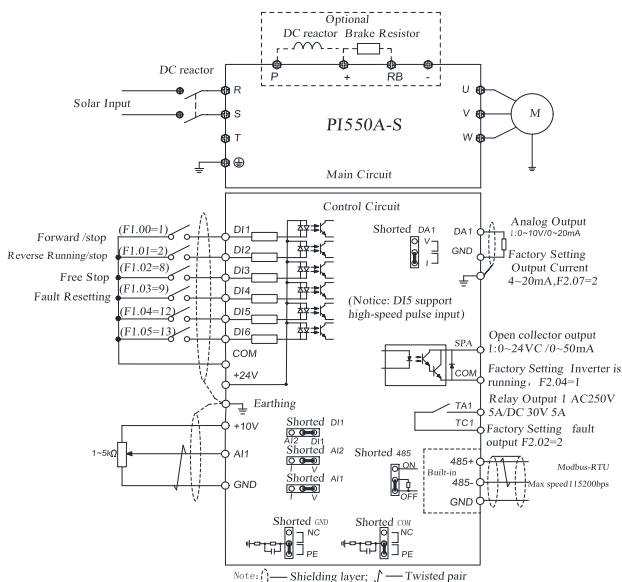 Optional
DC reactor Brake Resistor
P + RB -
DC reactor
Solar Input
R
S
T
U
V
W
M
PI550A-S
Main Circuit
Control Circuit
Forward /stop (F1.00=1) DI1
Reverse Running/stop (F1.01=2) DI2
Free Stop (F1.02=8) DI3
Fault Resetting (F1.03=9) DI4
(F1.04=12) DI5
(F1.05=13) DI6
COM
+24V
Earthing
(Notice: DI5 support
high-speed pulse input)
Shorted DA1
V
I
DA1
GND
Analog Output
1:0~10V/0~20mA
Factory Setting
Output Current
4~20mA,F2.07=2
SPA
COM
Open collector output
1:0~24VC /0~50mA
Factory Setting Inverter is
running, F2.04=1
TA1
TC1
Relay Output 1 AC250V
5A/DC 30V 5A
Factory Setting fault
output F2.02=2
+10V
1~5kΩ
AI1
GND
Shorted DI1
AI2 DI1
Shorted AI2
I V
Shorted AI1
I V
Shorted 485
ON
OFF
Built-in
485+
485-
GND
Modbus-RTU
Max speed115200bps
Shorted GND
NC
PE
Shorted COM
NC
PE
Note: — Shielding layer; — Twisted pair